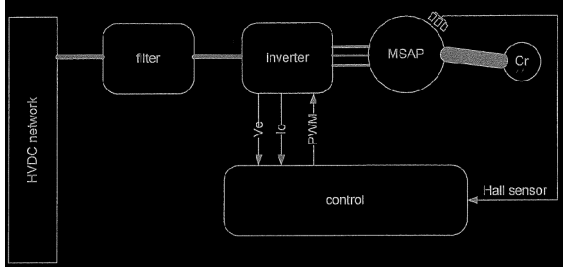 HVDC network
filter
inverter
MSAP
Cr
Ve
Ic
PWM
control
Hall sensor